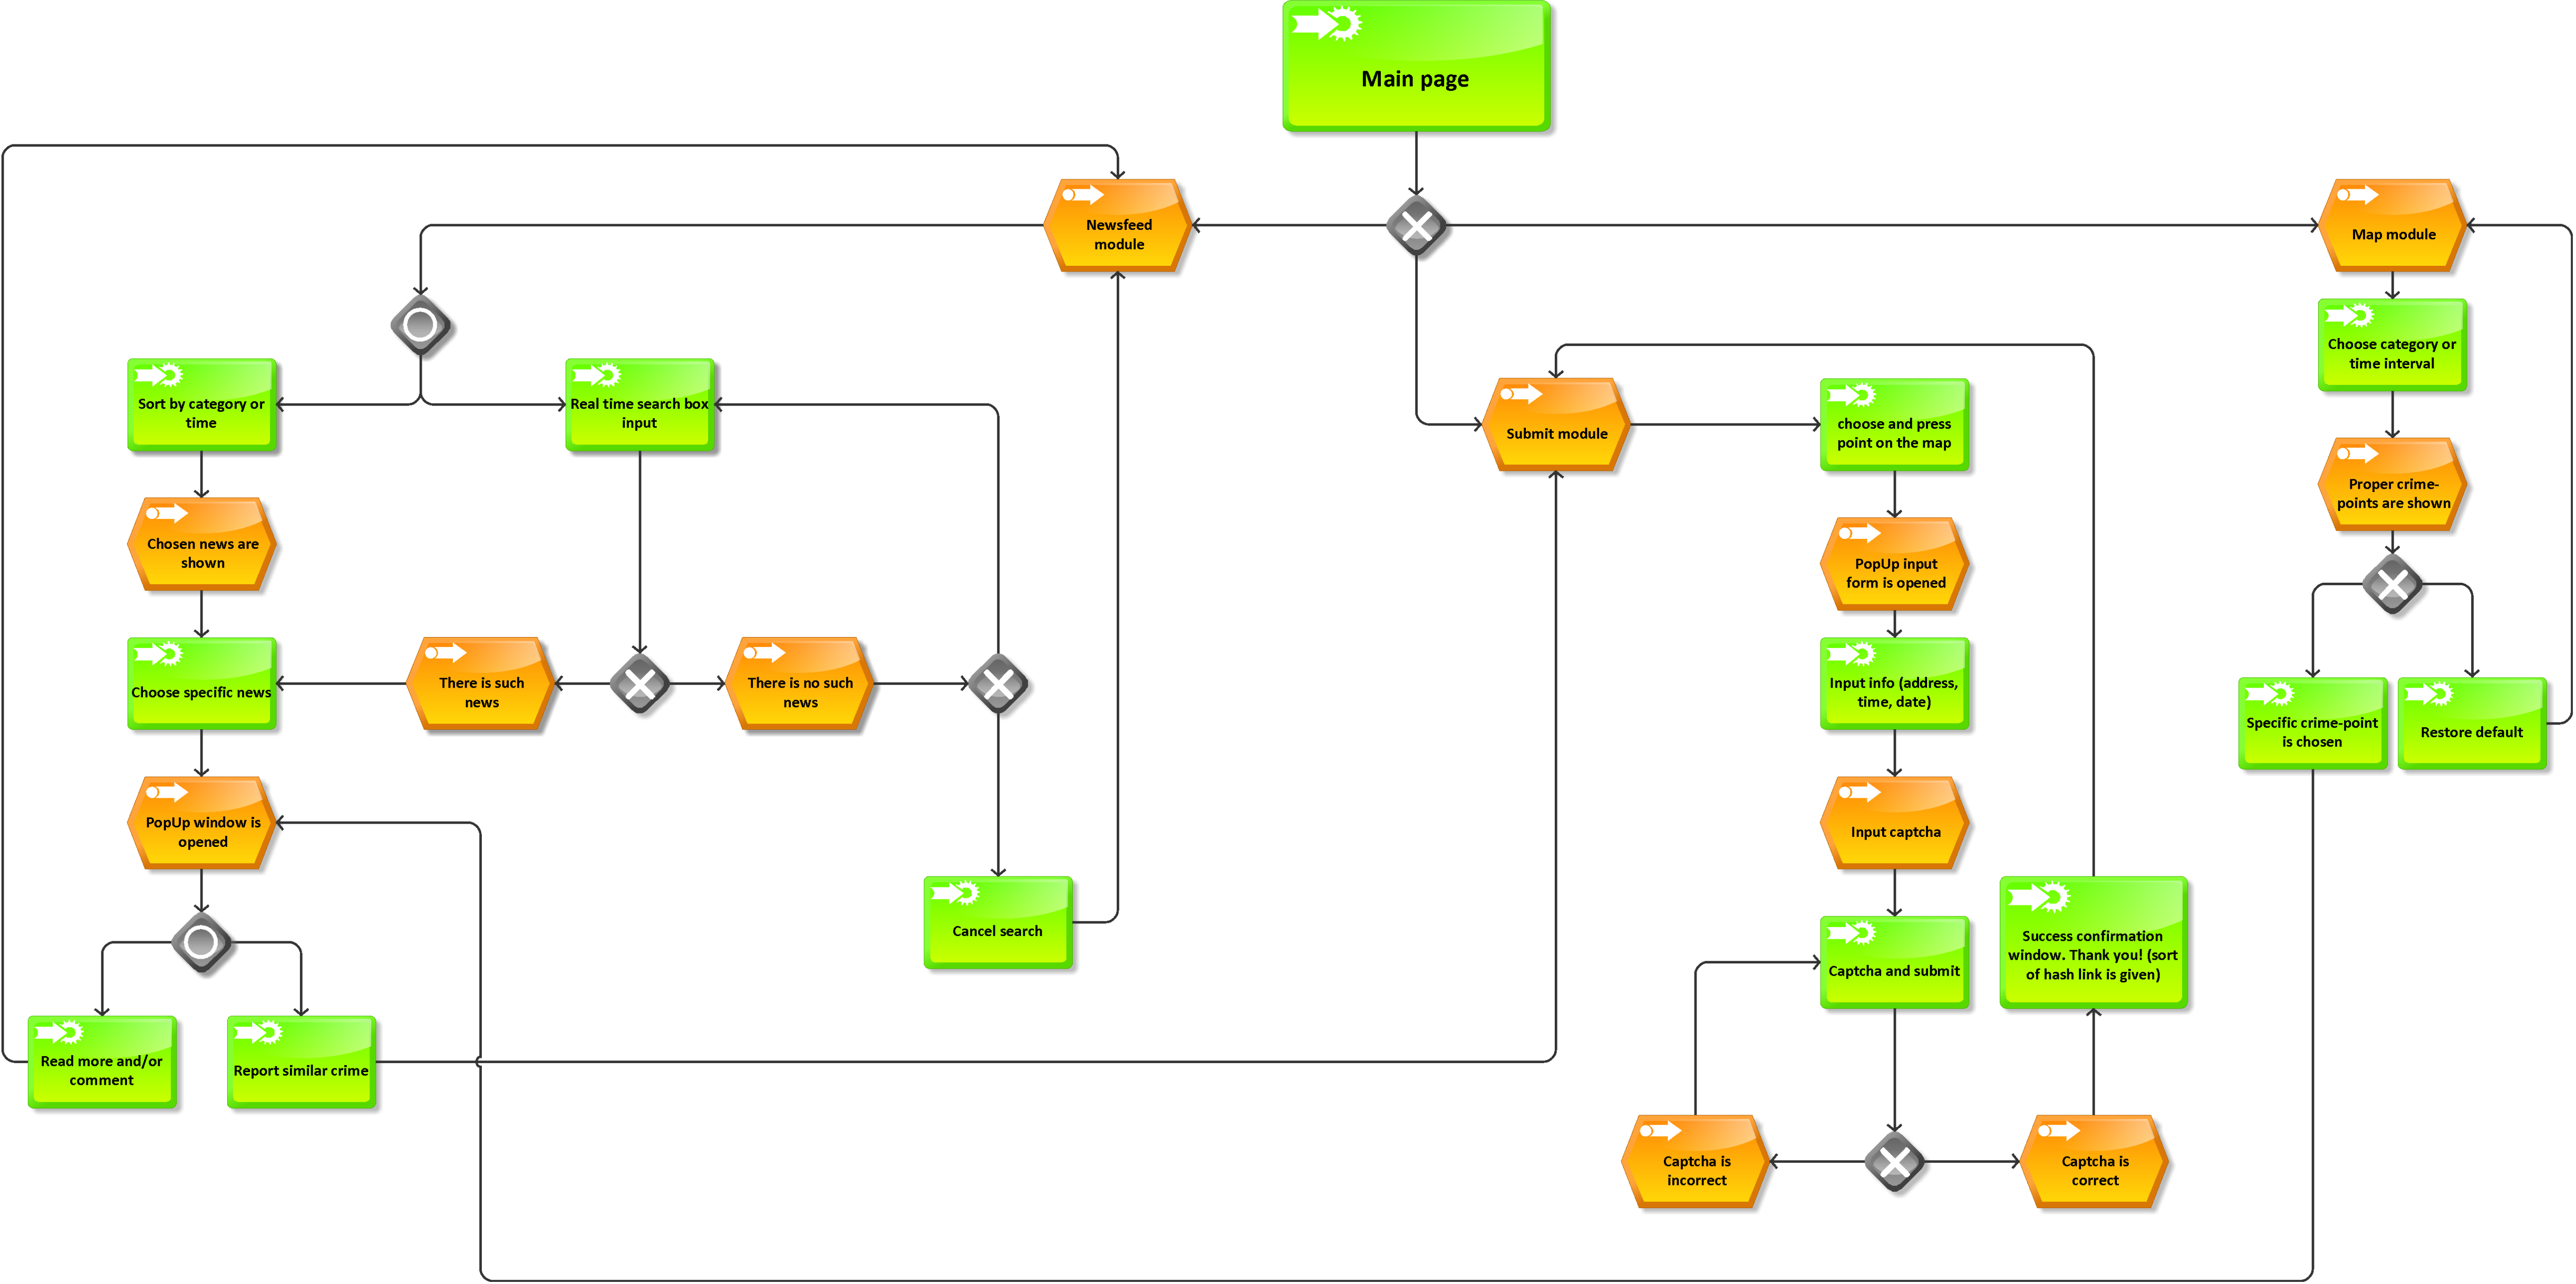 Main page
Newsfeed
module
Map module
Choose category or
time interval
Sort by category or
time
Real time search box
input
Submit module
choose and press
point on the map
Proper crime-
points are shown
Chosen news are
shown
PopUp input
form is opened
Choose specific news
There is such
news
There is no such
news
Input info (address,
time, date)
Specific crime-point
is chosen
Restore default
PopUp window is
opened
Input captcha
Cancel search
Captcha and submit
Success confirmation
window. Thank you! (sort
of hash link is given)
Read more and/or
comment
Report similar crime
Captcha is
incorrect
Captcha is
correct